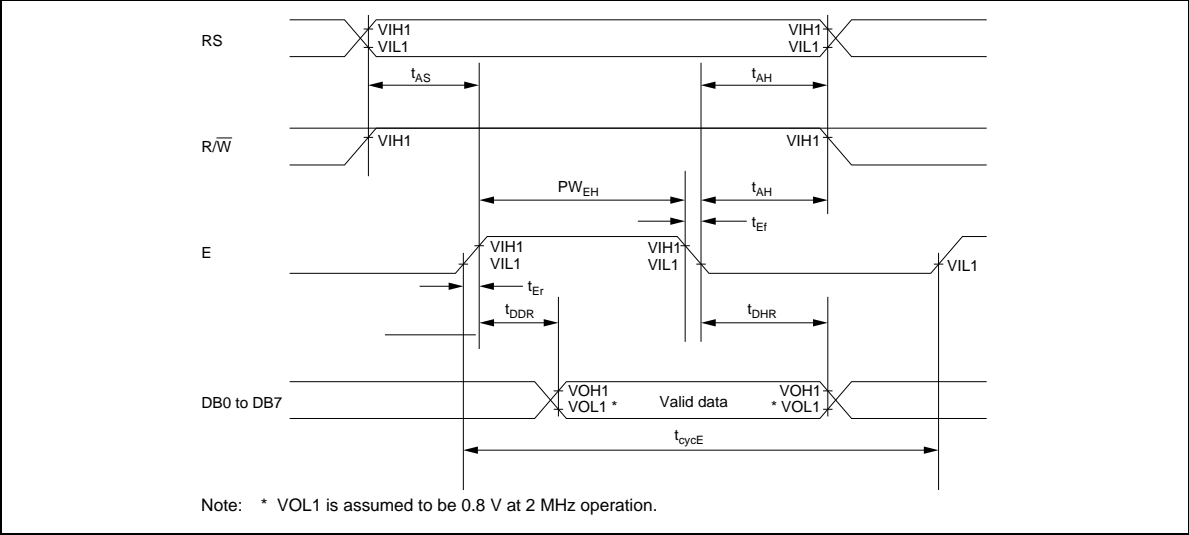 RS
VIH1
VIL1
VIH1
VIL1
tAS
tAH
R/W̅
VIH1
VIH1
PWEH
tAH
tEf
E
VIH1
VIL1
VIH1
VIL1
VIL1
tEr
tDDR
tDHR
DB0 to DB7
VOH1
VOL1 *
Valid data
VOH1
* VOL1
tcycE
Note: * VOL1 is assumed to be 0.8 V at 2 MHz operation.